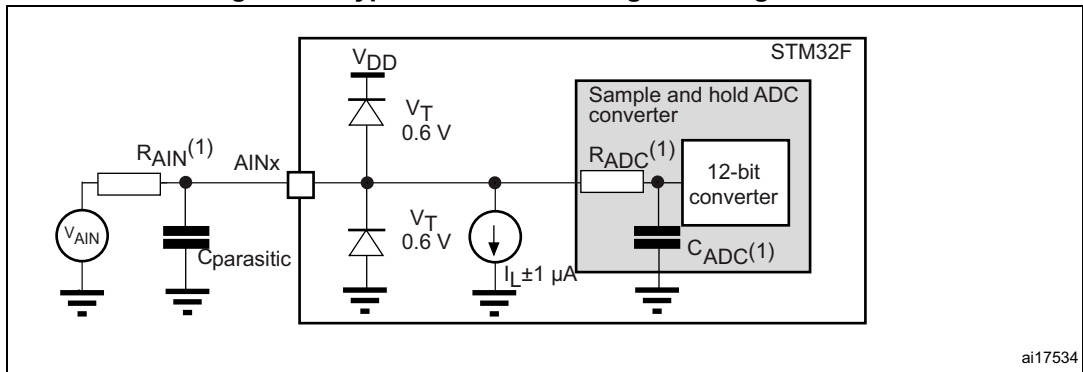 STM32F
VDD
Sample and hold ADC
converter
VT
0.6 V
RAIN(1)
AINx
RADC(1)
12-bit
converter
VAIN
Cparasitic
VT
0.6 V
IL±1 µA
CADC(1)
ai17534